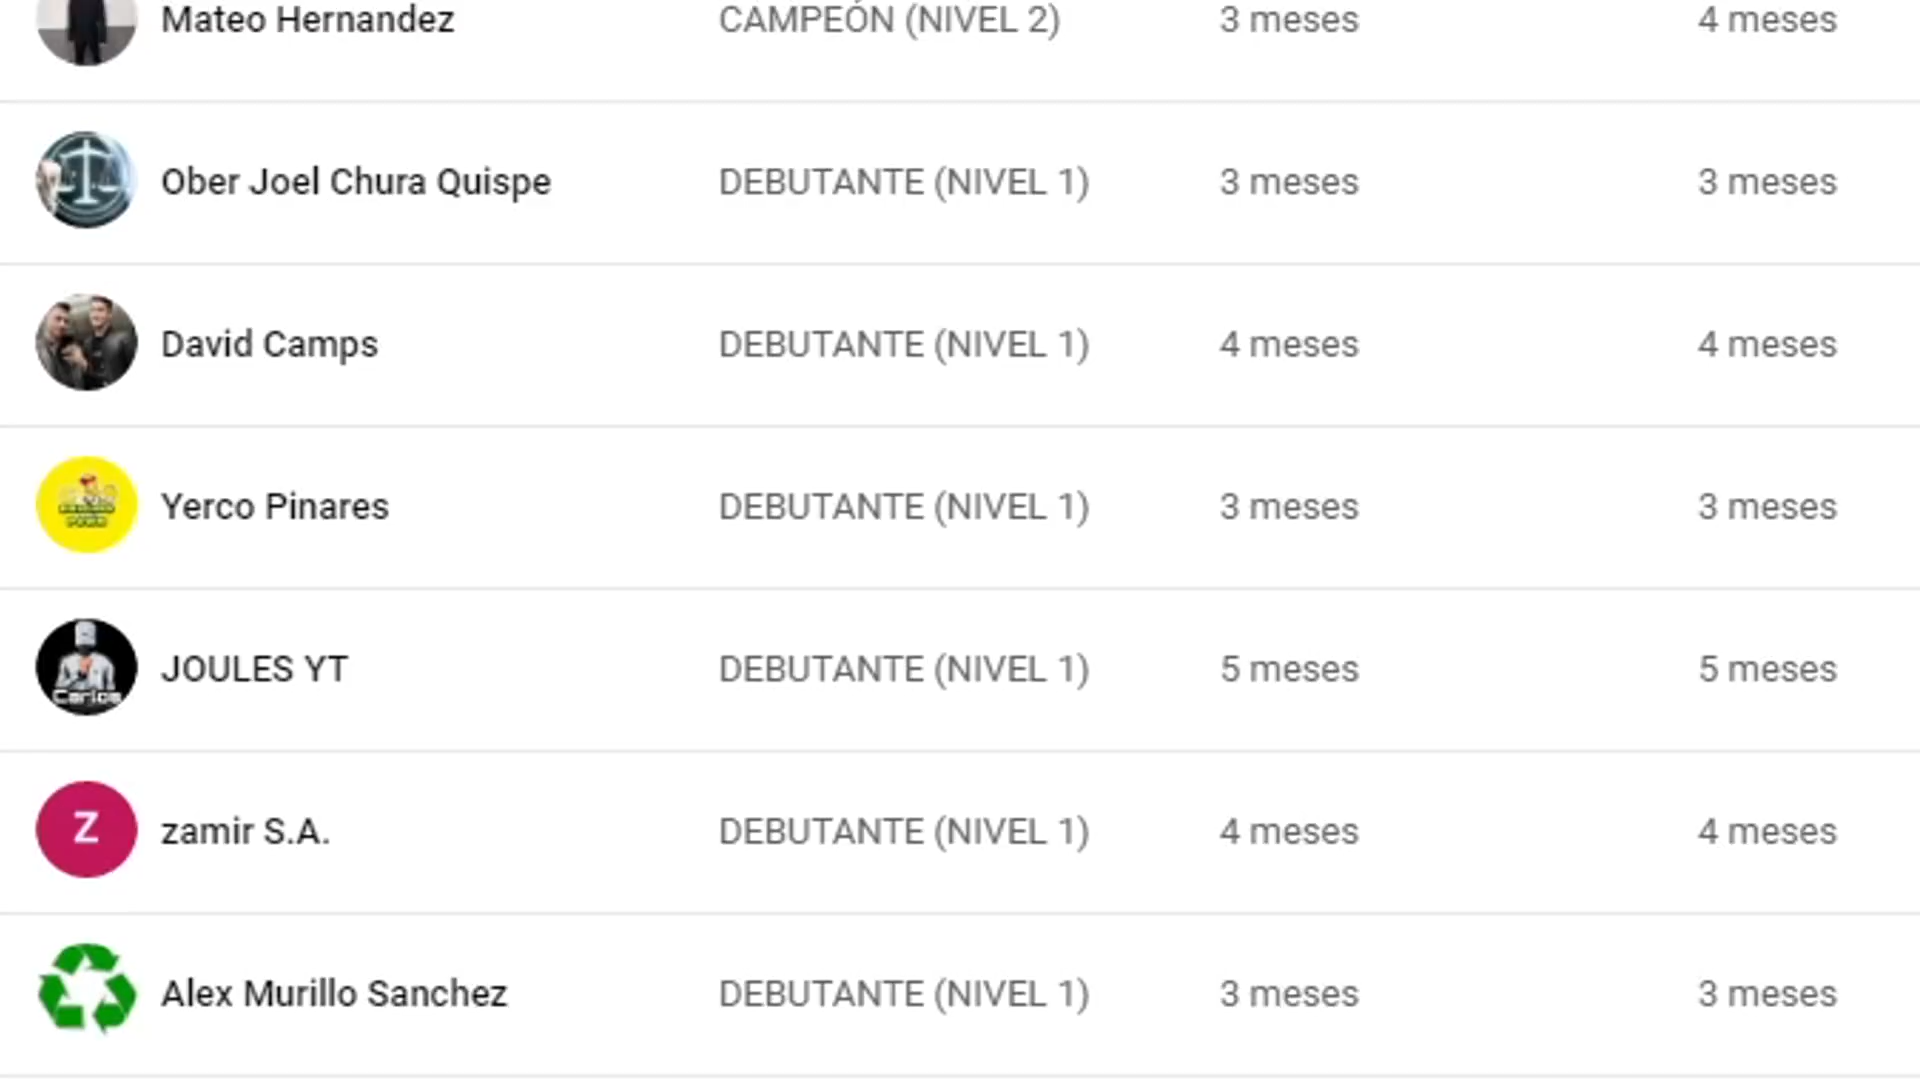 Mateo Hernandez CAMPEÓN (NIVEL 2) 3 meses 4 meses
Ober Joel Chura Quispe DEBUTANTE (NIVEL 1) 3 meses 3 meses
David Camps DEBUTANTE (NIVEL 1) 4 meses 4 meses
Yerco Pinares DEBUTANTE (NIVEL 1) 3 meses 3 meses
Carlos
JOULES YT DEBUTANTE (NIVEL 1) 5 meses 5 meses
Z
zamir S.A. DEBUTANTE (NIVEL 1) 4 meses 4 meses
Alex Murillo Sanchez DEBUTANTE (NIVEL 1) 3 meses 3 meses